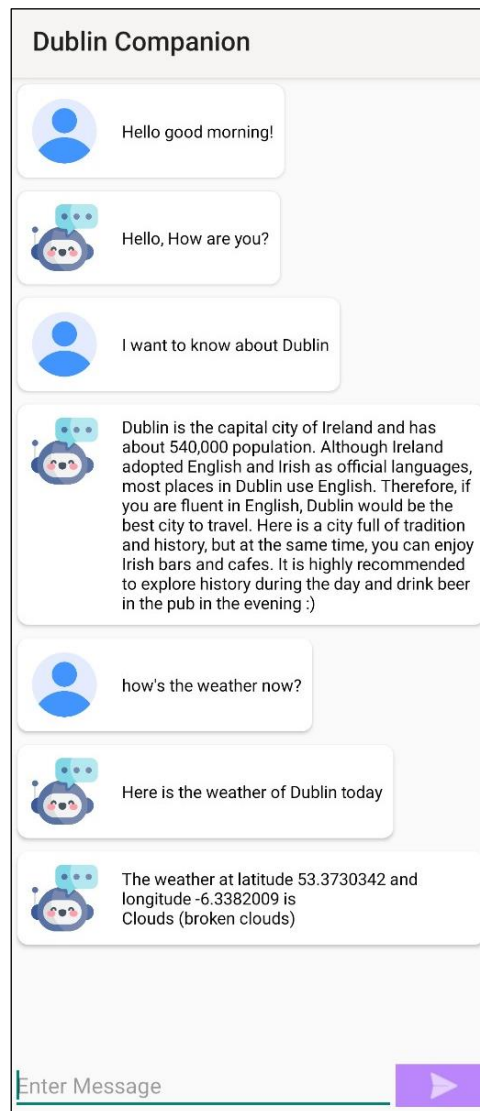 Dublin Companion
Hello good morning!
Hello, How are you?
I want to know about Dublin
Dublin is the capital city of Ireland and has
about 540,000 population. Although Ireland
adopted English and Irish as official languages,
most places in Dublin use English. Therefore, if
you are fluent in English, Dublin would be the
best city to travel. Here is a city full of tradition
and history, but at the same time, you can enjoy
Irish bars and cafes. It is highly recommended
to explore history during the day and drink beer
in the pub in the evening :)
how's the weather now?
Here is the weather of Dublin today
The weather at latitude 53.3730342 and
longitude -6.3382009 is
Clouds (broken clouds)
Enter Message